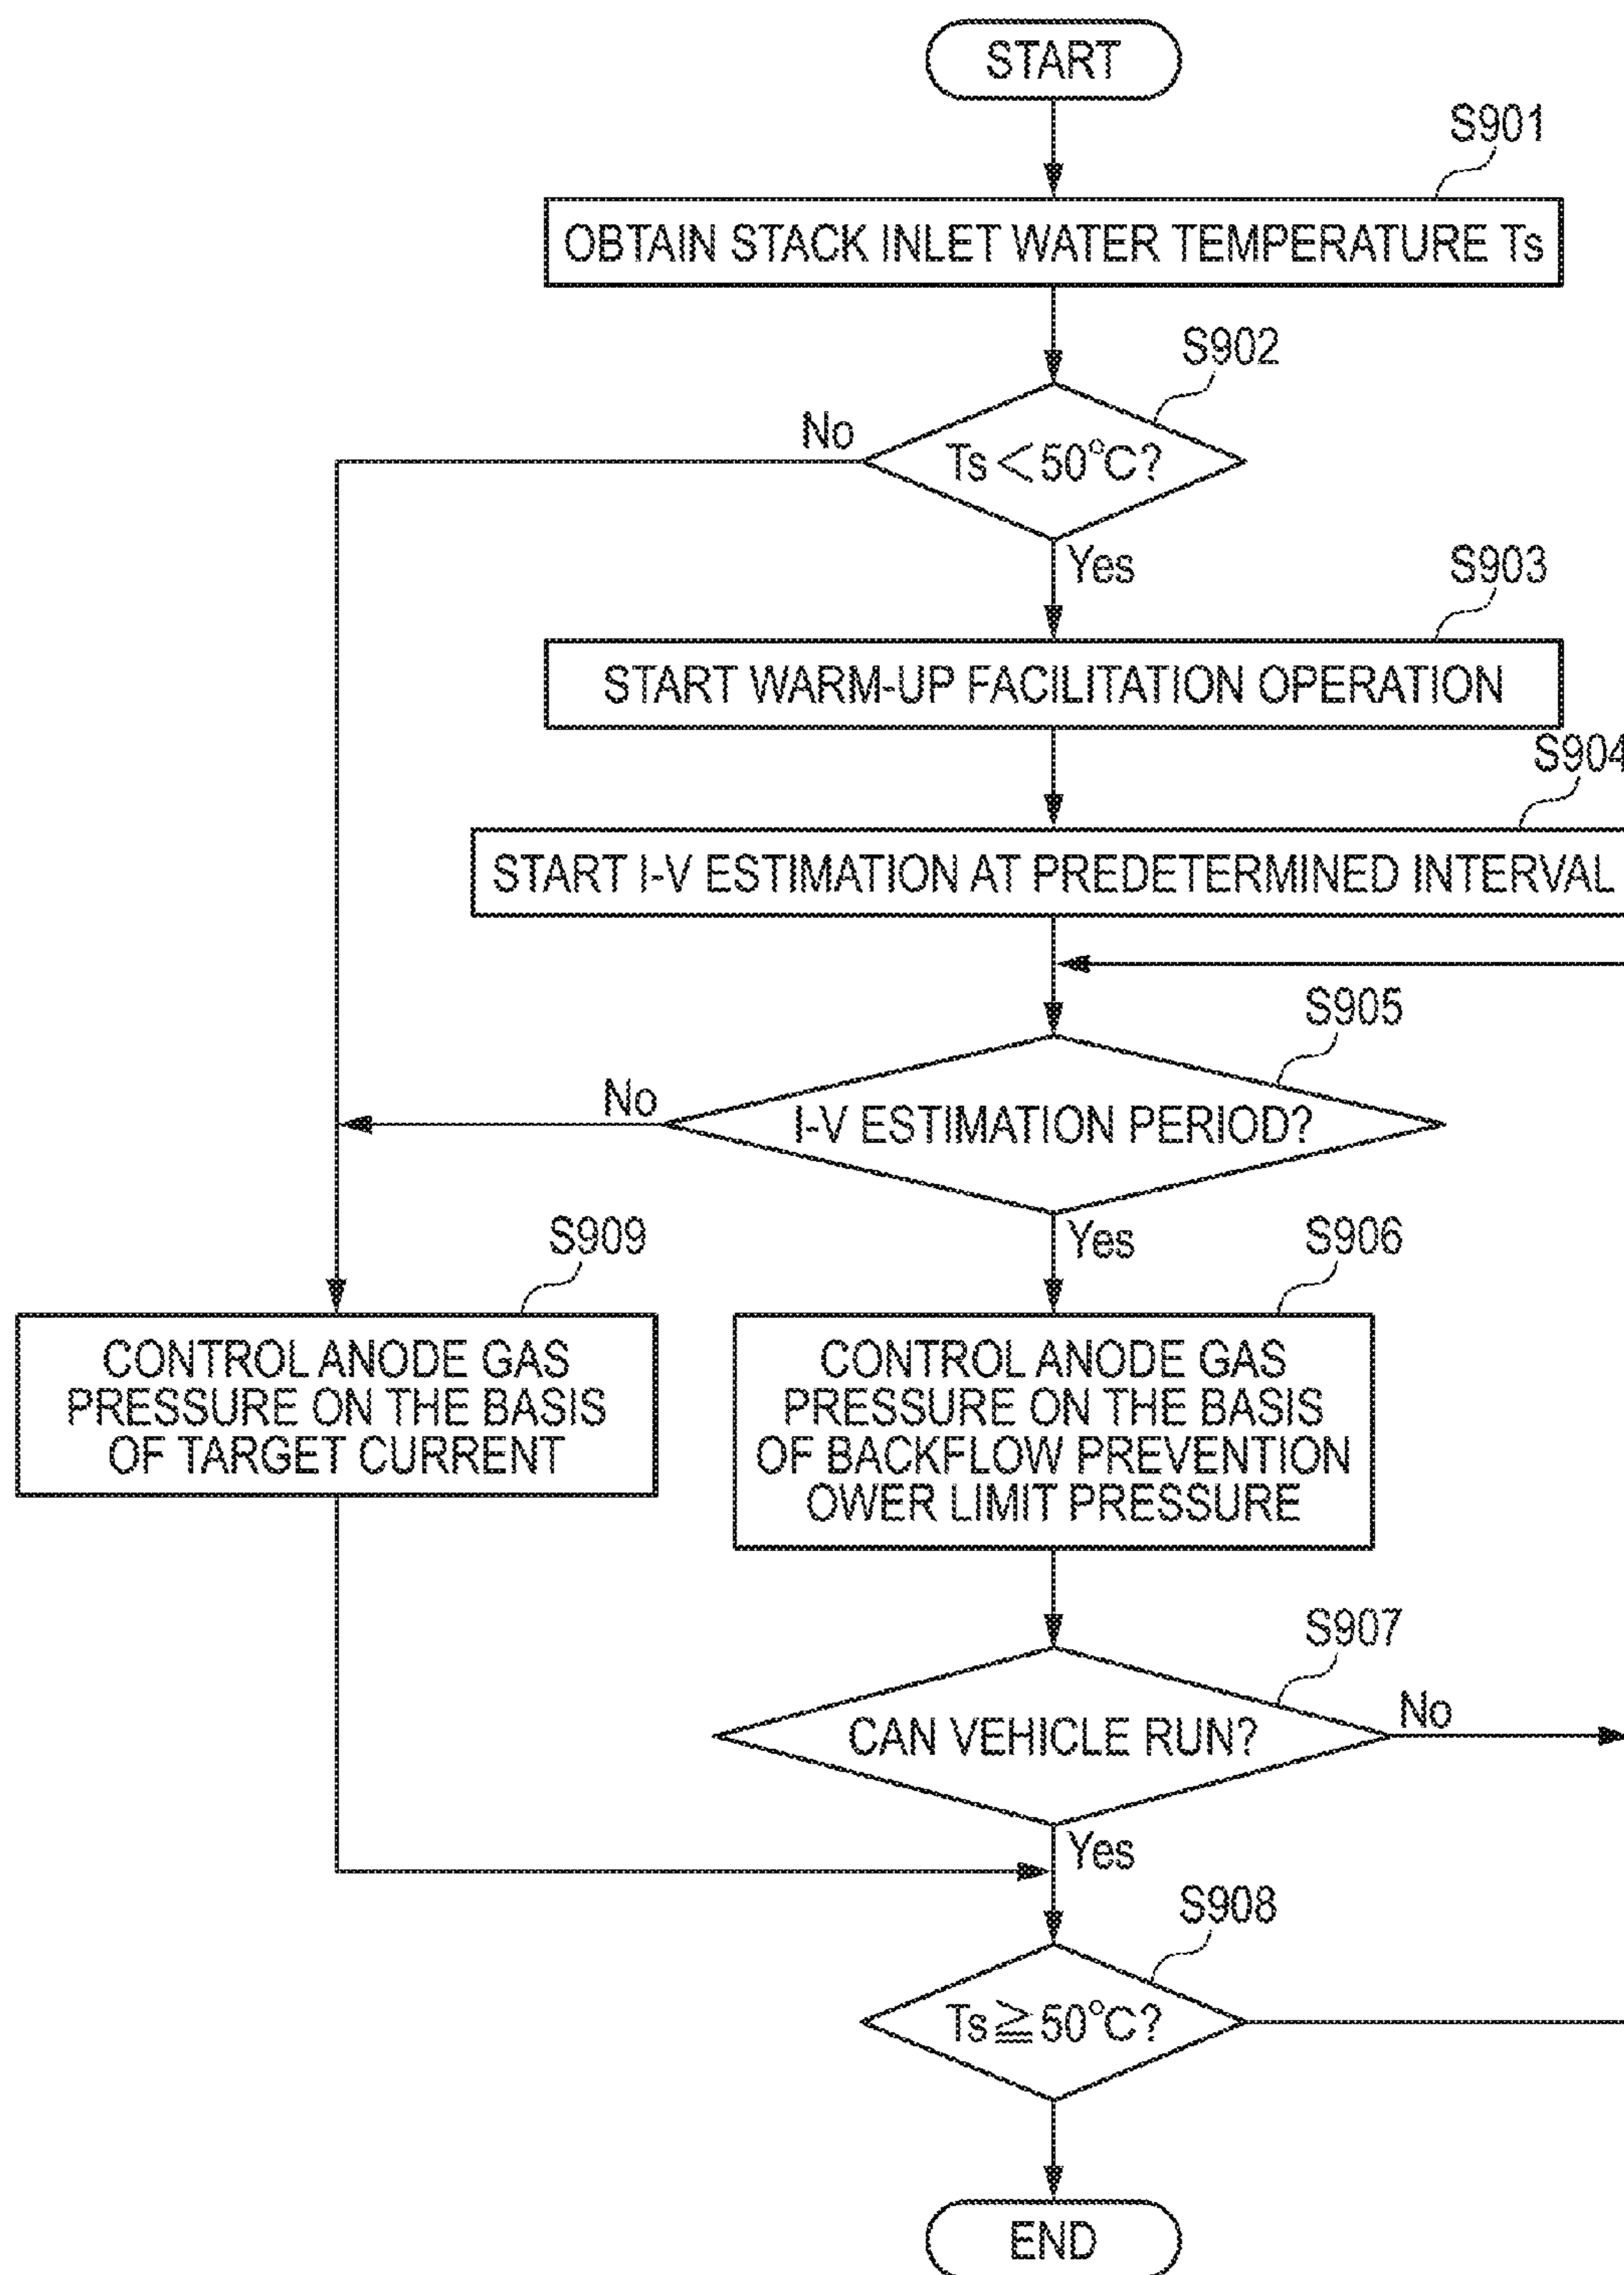 START
S901
OBTAIN STACK INLET WATER TEMPERATURE Ts
S902
No
Ts<50°C?
Yes
S903
START WARM-UP FACILITATION OPERATION
S904
START I-V ESTIMATION AT PREDETERMINED INTERVAL
S905
No
I-V ESTIMATION PERIOD?
Yes
S909
S906
CONTROL ANODE GAS
PRESSURE ON THE BASIS
OF TARGET CURRENT
CONTROL ANODE GAS
PRESSURE ON THE BASIS
OF BACKFLOW PREVENTION
OWER LIMIT PRESSURE
S907
No
CAN VEHICLE RUN?
Yes
S908
Ts≧50°C?
END